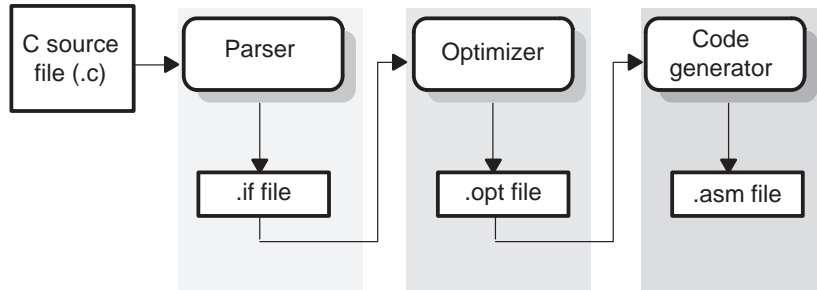 C source
file (.c)
Parser
Optimizer
Code
generator
.if file
.opt file
.asm file